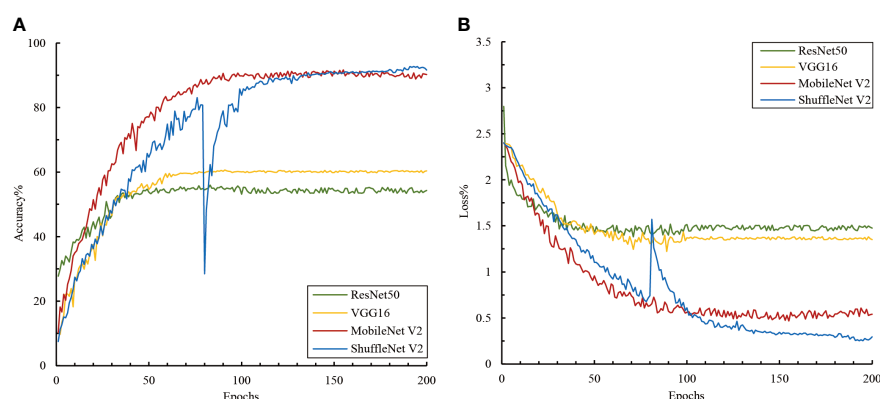 A
100
80
60
40
20
0
Accuracy%
0
50
100
150
200
Epochs
ResNet50
VGG16
MobileNet V2
ShuffleNet V2
B
3.5
3
2.5
2
1.5
1
0.5
0
Loss%
0
50
100
150
200
Epochs
ResNet50
VGG16
MobileNet V2
ShuffleNet V2